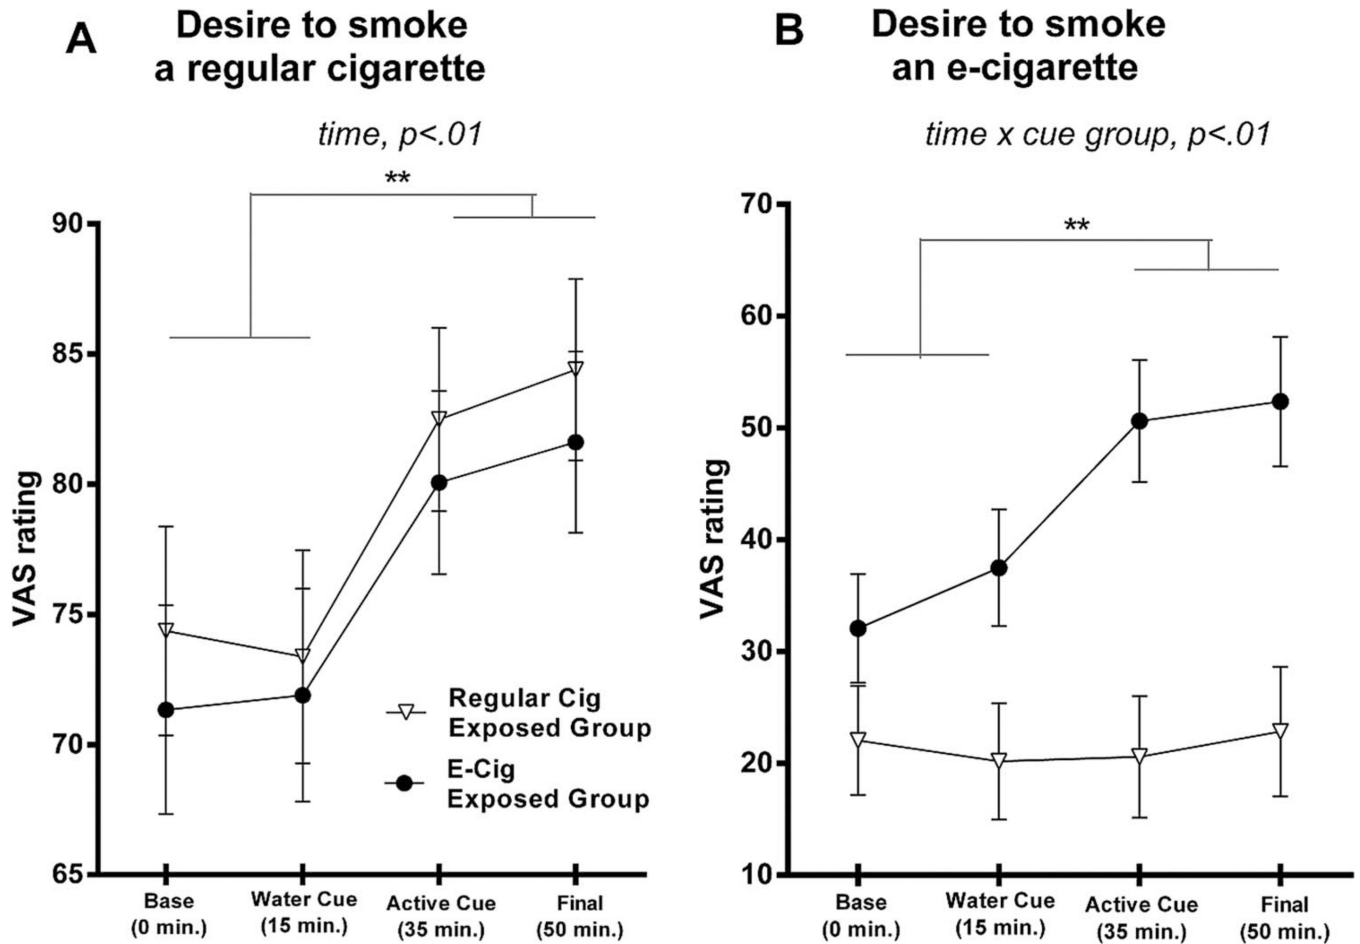 A
Desire to smoke
a regular cigarette
time, p<.01
**
90
85
80
75
70
65
VAS rating
Regular Cig
Exposed Group
E-Cig
Exposed Group
Base
(0 min.)
Water Cue
(15 min.)
Active Cue
(35 min.)
Final
(50 min.)
B
Desire to smoke
an e-cigarette
time x cue group, p<.01
**
70
60
50
40
30
20
10
VAS rating
Base
(0 min.)
Water Cue
(15 min.)
Active Cue
(35 min.)
Final
(50 min.)